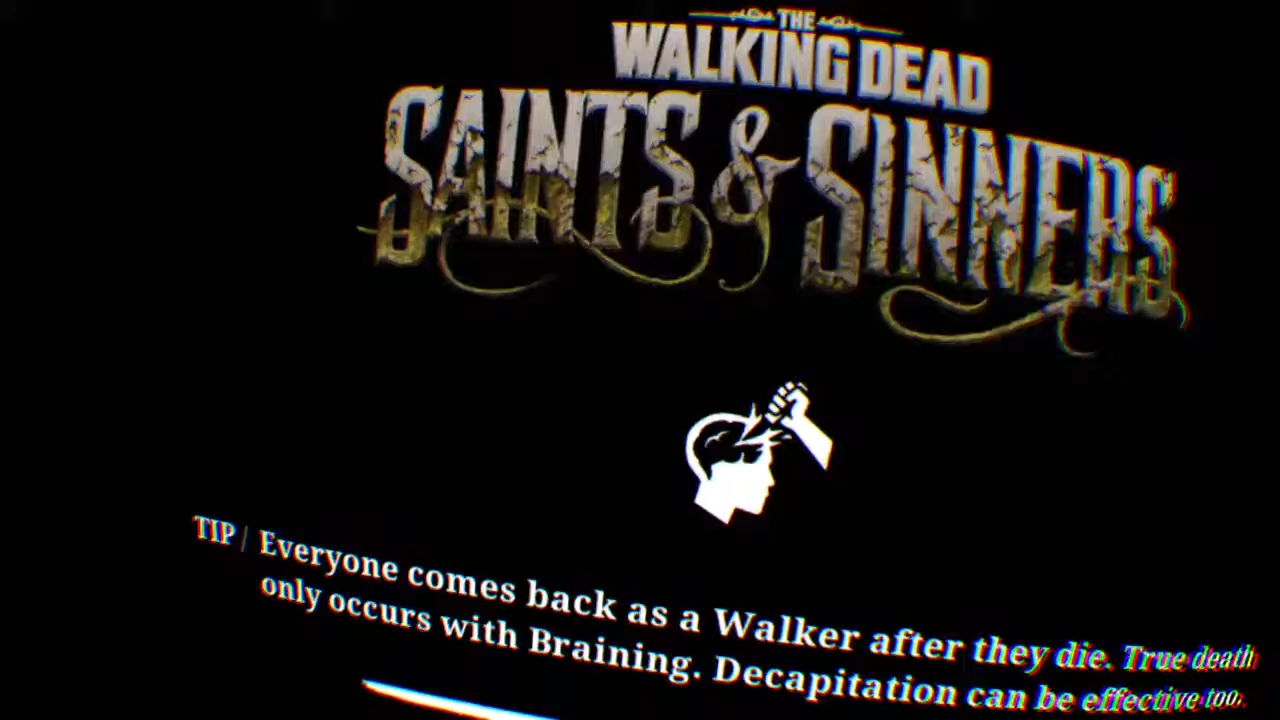 THE
WALKING DEAD
SAINTS & SINNERS
TIP / Everyone comes back as a Walker after they die. True death
only occurs with Braining. Decapitation can be effective too.